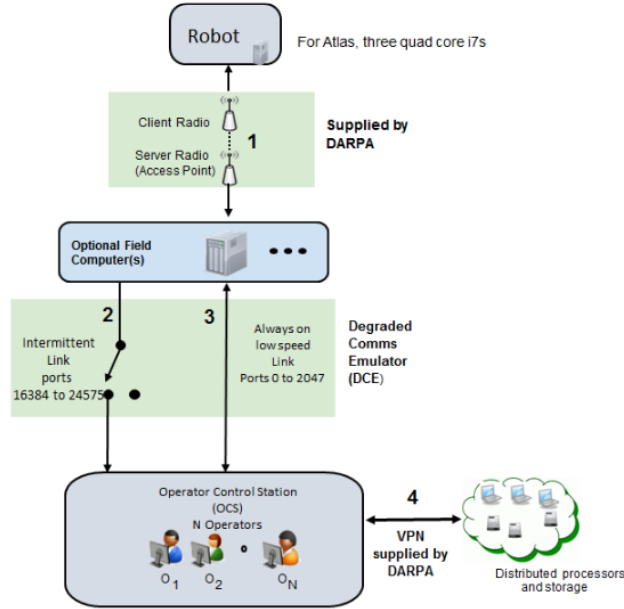 Robot
For Atlas, three quad core i7s
Client Radio
1
Server Radio
(Access Point)
Supplied by
DARPA
Optional Field
Computer(s)
2
3
Intermittent
Link
ports
16384 to 24575
Always on
low speed
Link
Ports 0 to 2047
Degraded
Comms
Emulator
(DCE)
Operator Control Station
(OCS)
N Operators
O1
O2
ON
4
VPN
supplied by
DARPA
Distributed processors
and storage